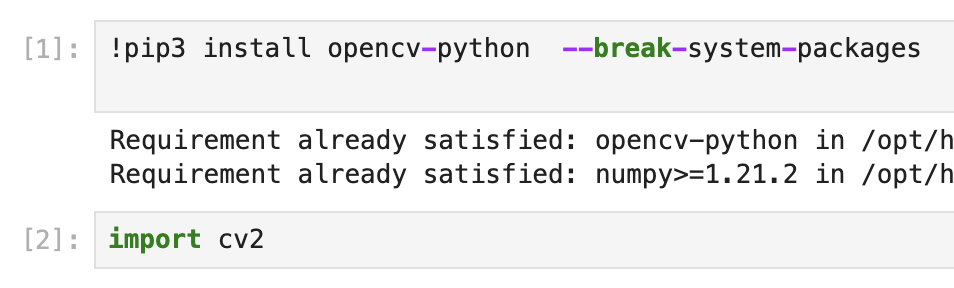 [1]: !pip3 install opencv-python  --break-system-packages
Requirement already satisfied: opencv-python in /opt/h
Requirement already satisfied: numpy>=1.21.2 in /opt/h
[2]: import cv2